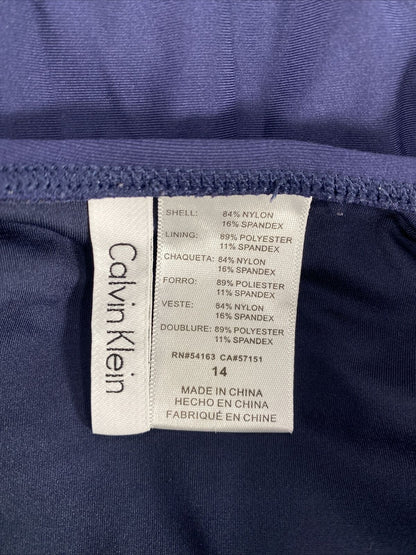 Calvin Klein
SHELL: 84% NYLON
16% SPANDEX
LINING: 89% POLYESTER
11% SPANDEX
CHAQUETA: 84% NYLON
16% SPANDEX
FORRO: 89% POLIESTER
11% SPANDEX
VESTE: 84% NYLON
16% SPANDEX
DOUBLURE: 89% POLYESTER
11% SPANDEX
RN#54163 CA#57151
14
MADE IN CHINA
HECHO EN CHINA
FABRIQUÉ EN CHINE